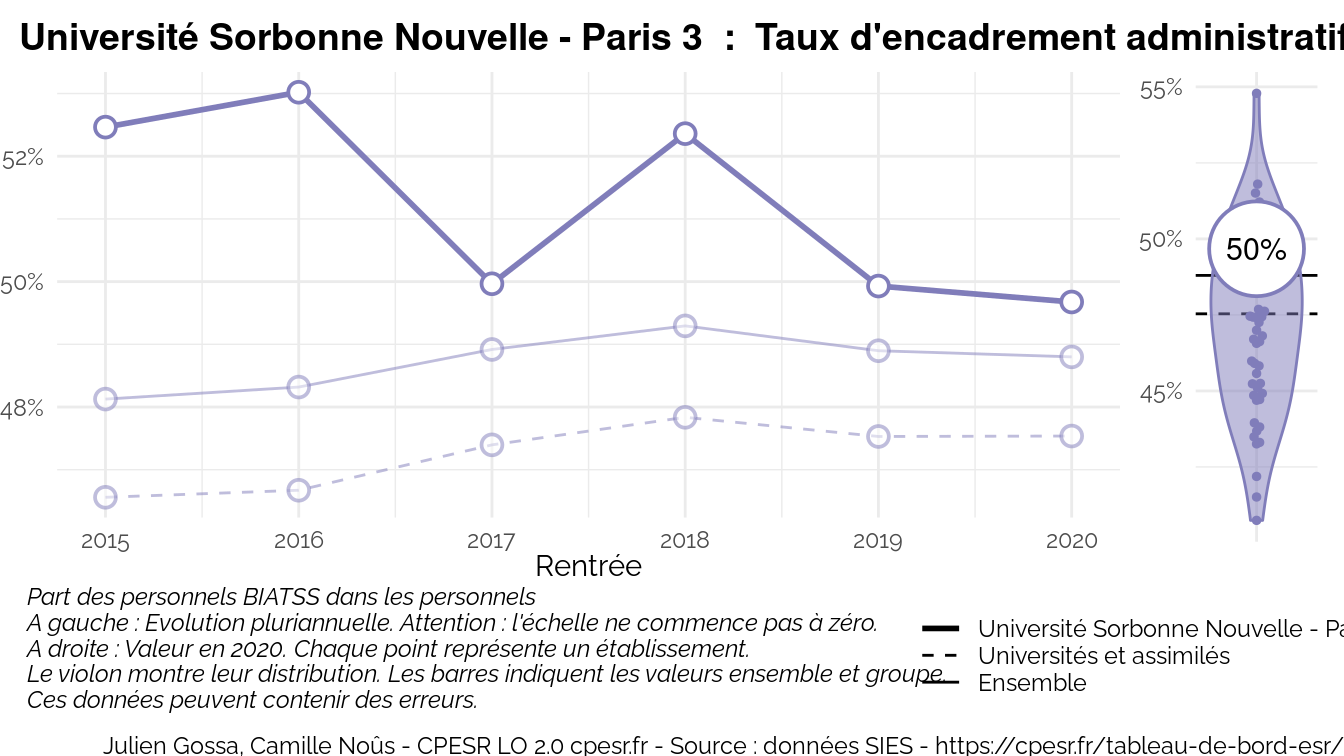 Université Sorbonne Nouvelle - Paris 3 : Taux d'encadrement administratif
52%
50%
48%
2015 2016 2017 2018 2019 2020
Rentrée
55%
50%
45%
50%
Part des personnels BIATSS dans les personnels
A gauche : Evolution pluriannuelle. Attention : l'échelle ne commence pas à zéro.
A droite : Valeur en 2020. Chaque point représente un établissement.
Le violon montre leur distribution. Les barres indiquent les valeurs ensemble et groupe.
Ces données peuvent contenir des erreurs.
Université Sorbonne Nouvelle - Pa
Universités et assimilés
Ensemble
Julien Gossa, Camille Noûs - CPESR LO 2.0 cpesr.fr - Source : données SIES - https://cpesr.fr/tableau-de-bord-esr/